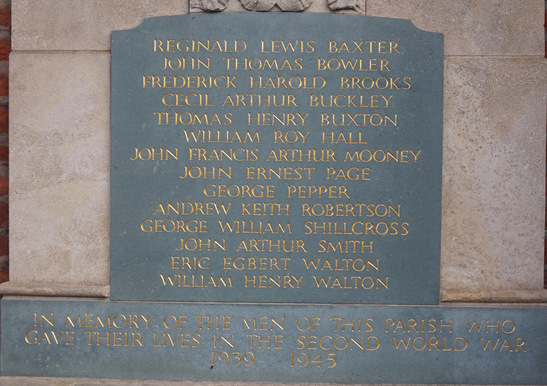 REGINALD LEWIS BAXTER
JOHN THOMAS BOWLER
FREDERICK HAROLD BROOKS
CECIL ARTHUR BUCKLEY
THOMAS HENRY BUXTON
WILLIAM ROY HALL
JOHN FRANCIS ARTHUR MOONEY
JOHN ERNEST PAGE
GEORGE PEPPER
ANDREW KEITH ROBERTSON
GEORGE WILLIAM SHILLCROSS
JOHN ARTHUR SMITH
ERIC EGBERT WALTON
WILLIAM HENRY WALTON
IN MEMORY OF THE MEN OF THIS PARISH WHO
GAVE THEIR LIVES IN THE SECOND WORLD WAR
1939 1945